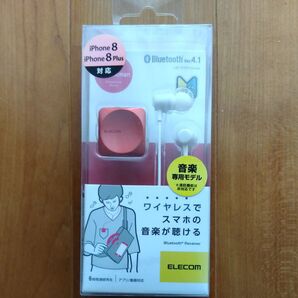 iPhone 8
iPhone 8 Plus
対応
Bluetooth Ver.4.1
ELECOM
音楽
専用モデル
ワイヤレスで
スマホの
音楽が聴ける
Bluetooth® Receiver
ELECOM